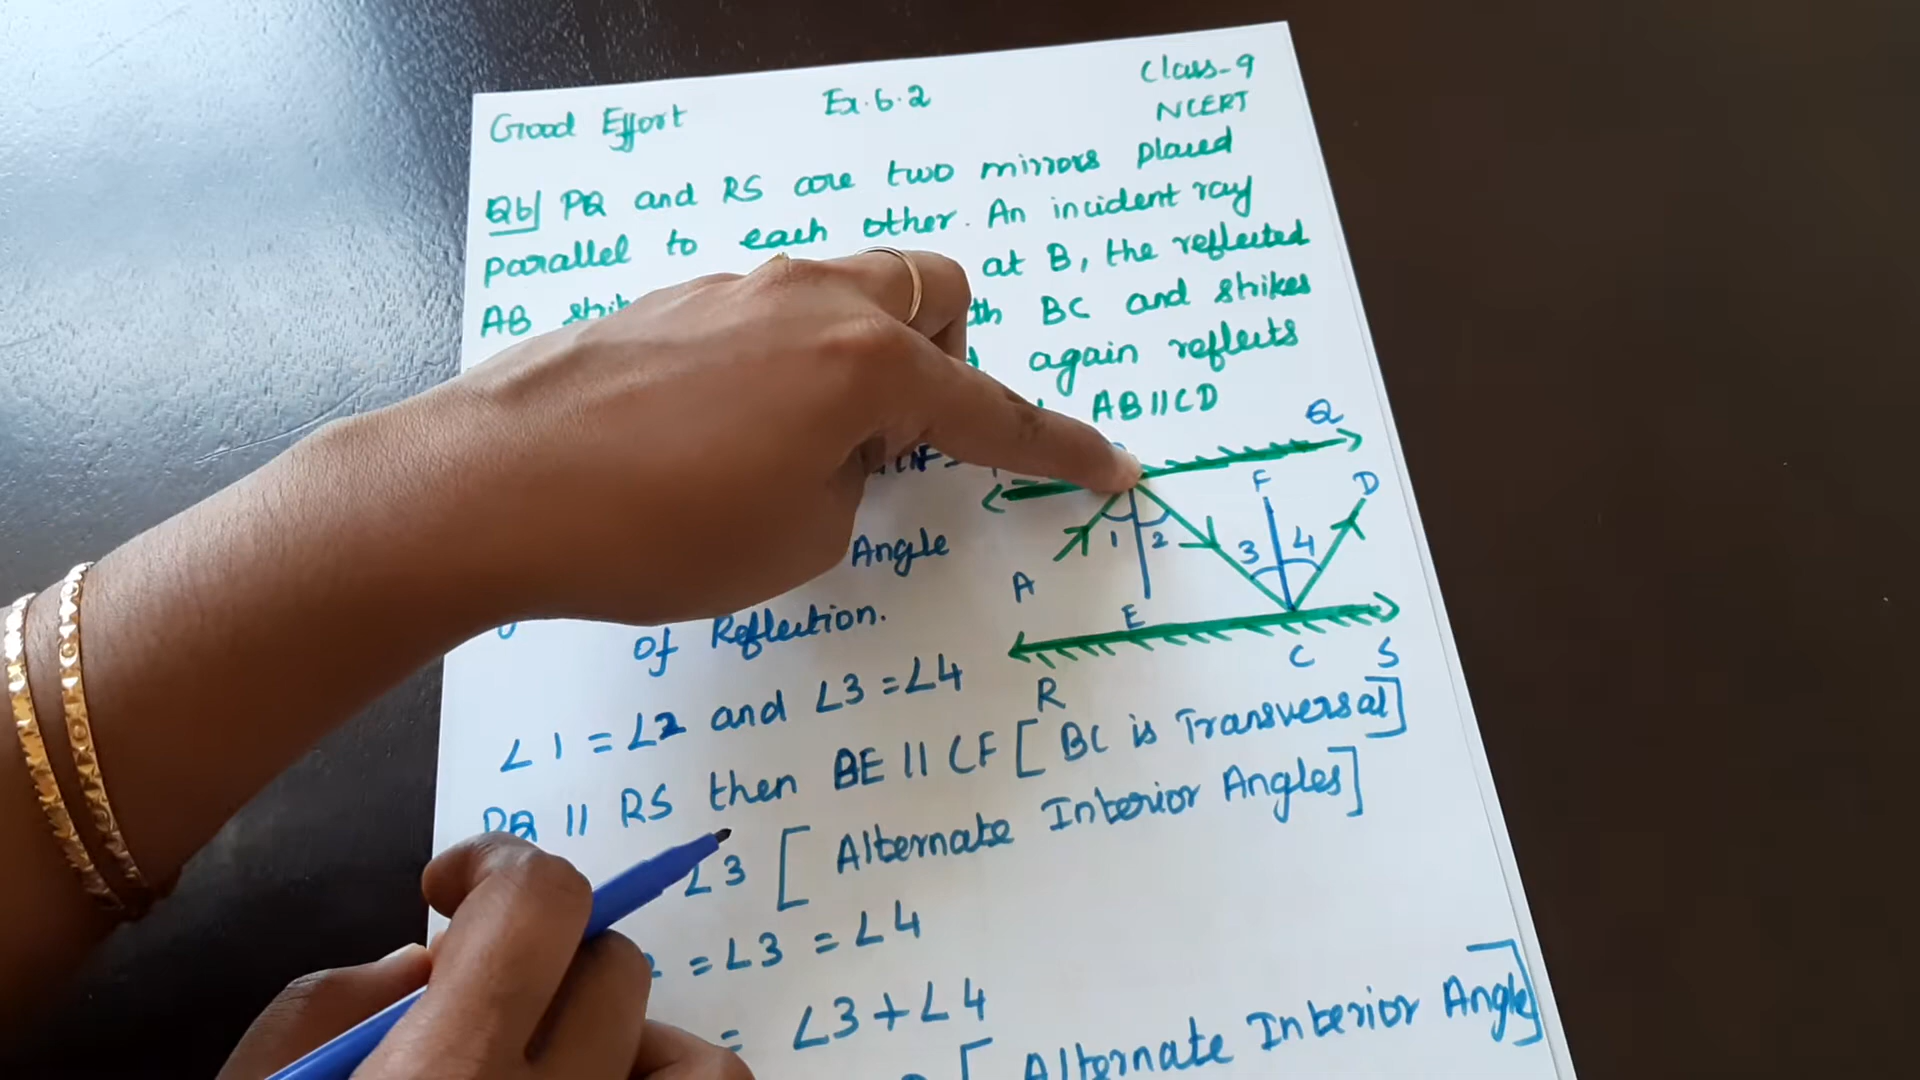 Good Effort Ex.6.2 Class-9
NCERT
Q6) PQ and RS are two mirrors placed
parallel to each other. An incident ray
AB at B, the reflected
BC and strikes
again reflects
AB||CD
Q
F D
1 2 3 4
A
E
C S
R
Angle
of Reflection.
∠1 = ∠2 and ∠3 = ∠4
PQ || RS then BE || CF [BC is Transversal]
∠3 [Alternate Interior Angles]
= ∠3 = ∠4
= ∠3 + ∠4
[Alternate Interior Angle]